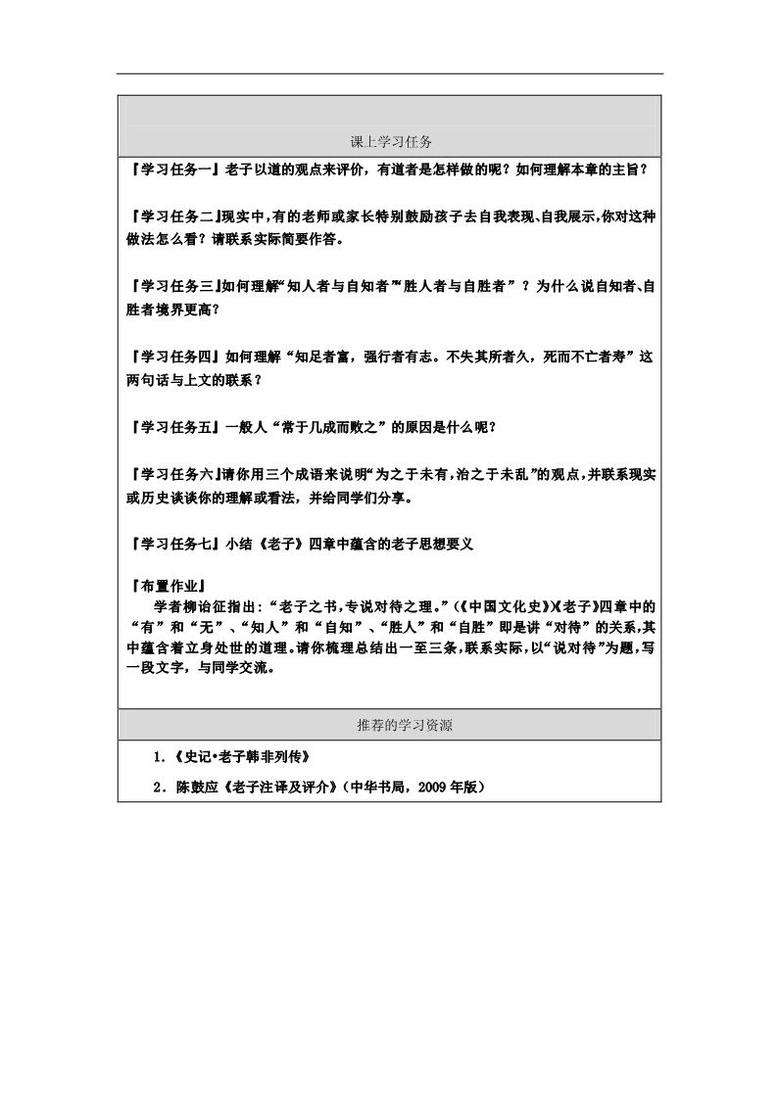 课上学习任务
『学习任务一』老子以道的观点来评价，有道者是怎样做的呢？如何理解本章的主旨？
『学习任务二』现实中，有的老师或家长特别鼓励孩子去自我表现、自我展示，你对这种
做法怎么看？请联系实际简要作答。
『学习任务三』如何理解“知人者与自知者”“胜人者与自胜者”？为什么说自知者、自
胜者境界更高？
『学习任务四』如何理解“知足者富，强行者有志。不失其所者久，死而不亡者寿”这
两句话与上文的联系？
『学习任务五』一般人“常于几成而败之”的原因是什么呢？
『学习任务六』请你用三个成语来说明“为之于未有，治之于未乱”的观点，并联系现实
或历史谈谈你的理解或看法，并给同学们分享。
『学习任务七』小结《老子》四章中蕴含的老子思想要义
『布置作业』
学者柳诒征指出：“老子之书，专说对待之理。”（《中国文化史》）《老子》四章中的
“有”和“无”、“知人”和“自知”、“胜人”和“自胜”即是讲“对待”的关系，其
中蕴含着立身处世的道理。请你梳理总结出一至三条，联系实际，以“说对待”为题，写
一段文字，与同学交流。
推荐的学习资源
1．《史记•老子韩非列传》
2．陈鼓应《老子注译及评介》（中华书局，2009 年版）